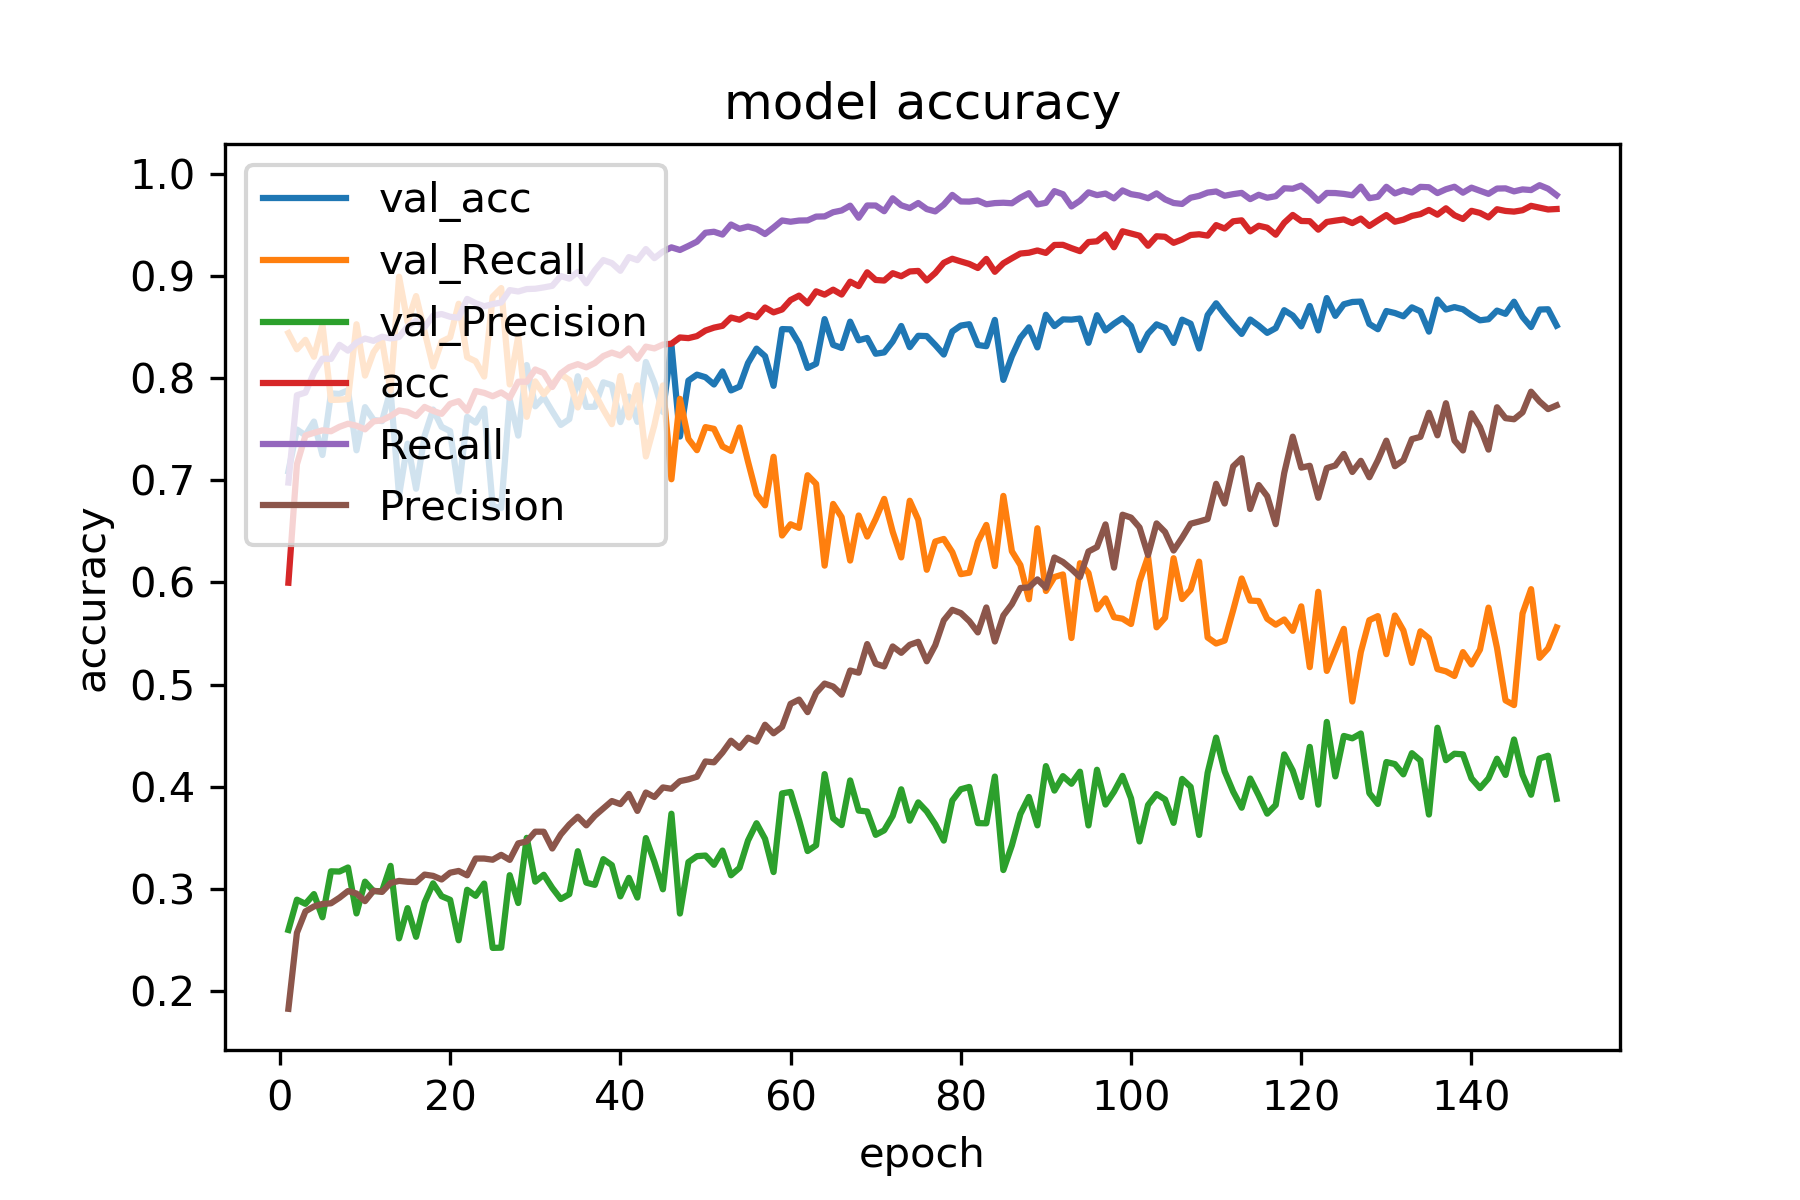 model accuracy
1.0
0.9
0.8
0.7
0.6
0.5
0.4
0.3
0.2
accuracy
val_acc
val_Recall
val_Precision
acc
Recall
Precision
0 20 40 60 80 100 120 140
epoch